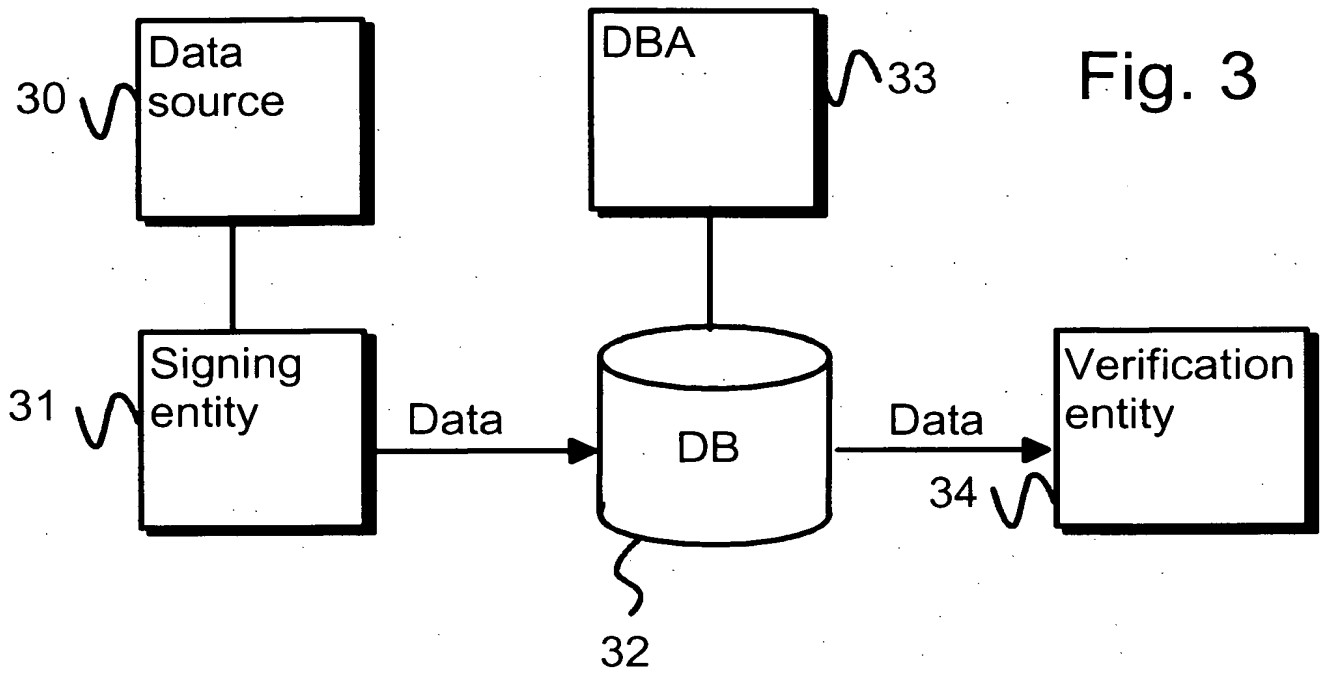 Data
source
30
DBA
33
Fig. 3
Signing
entity
31
Data
DB
32
Data
Verification
entity
34